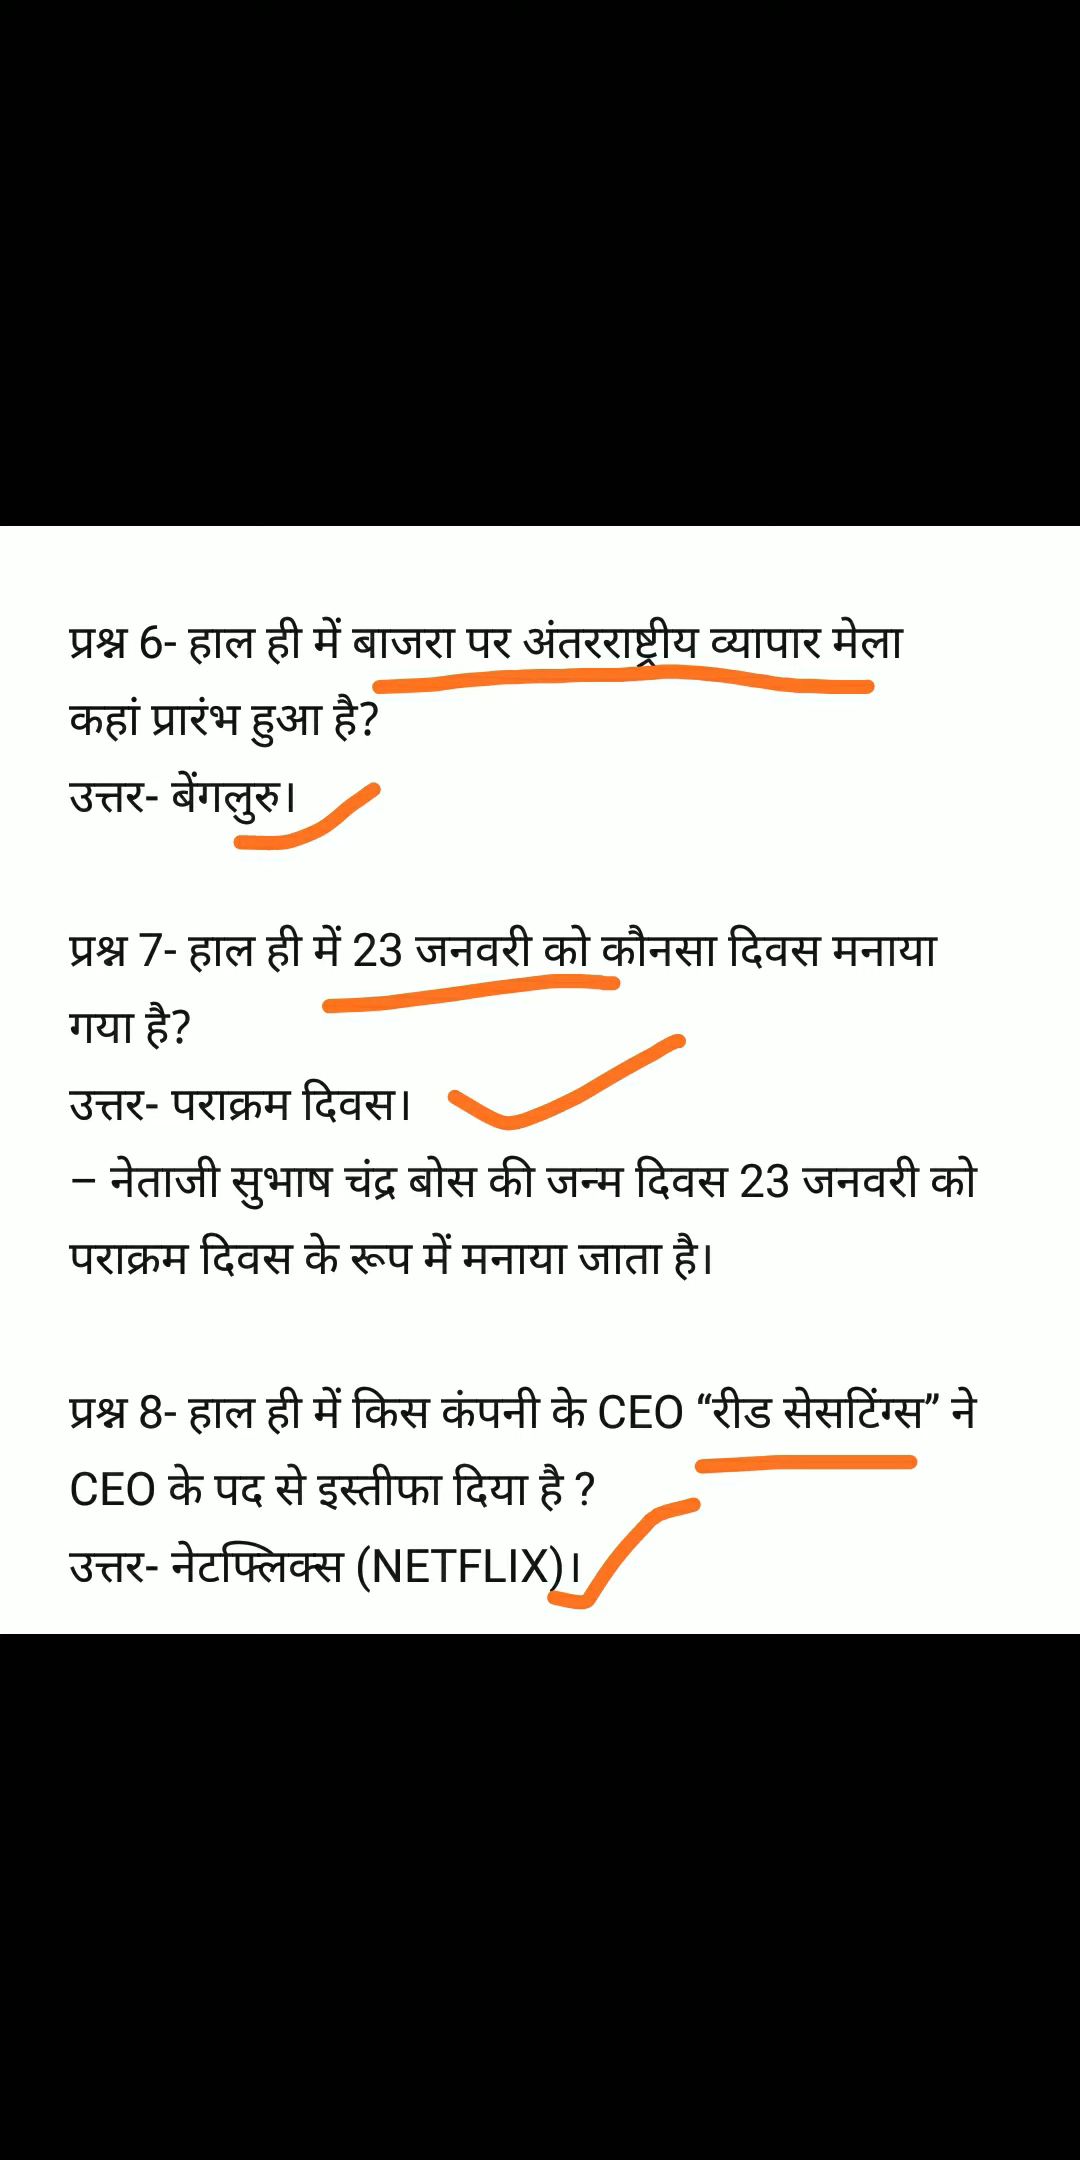 प्रश्न 6- हाल ही में बाजरा पर अंतरराष्ट्रीय व्यापार मेला
कहां प्रारंभ हुआ है?
उत्तर- बेंगलुरु।
प्रश्न 7- हाल ही में 23 जनवरी को कौनसा दिवस मनाया
गया है?
उत्तर- पराक्रम दिवस।
– नेताजी सुभाष चंद्र बोस की जन्म दिवस 23 जनवरी को
पराक्रम दिवस के रूप में मनाया जाता है।
प्रश्न 8- हाल ही में किस कंपनी के CEO “रीड सेसटिंग्स” ने
CEO के पद से इस्तीफा दिया है ?
उत्तर- नेटफ्लिक्स (NETFLIX)।